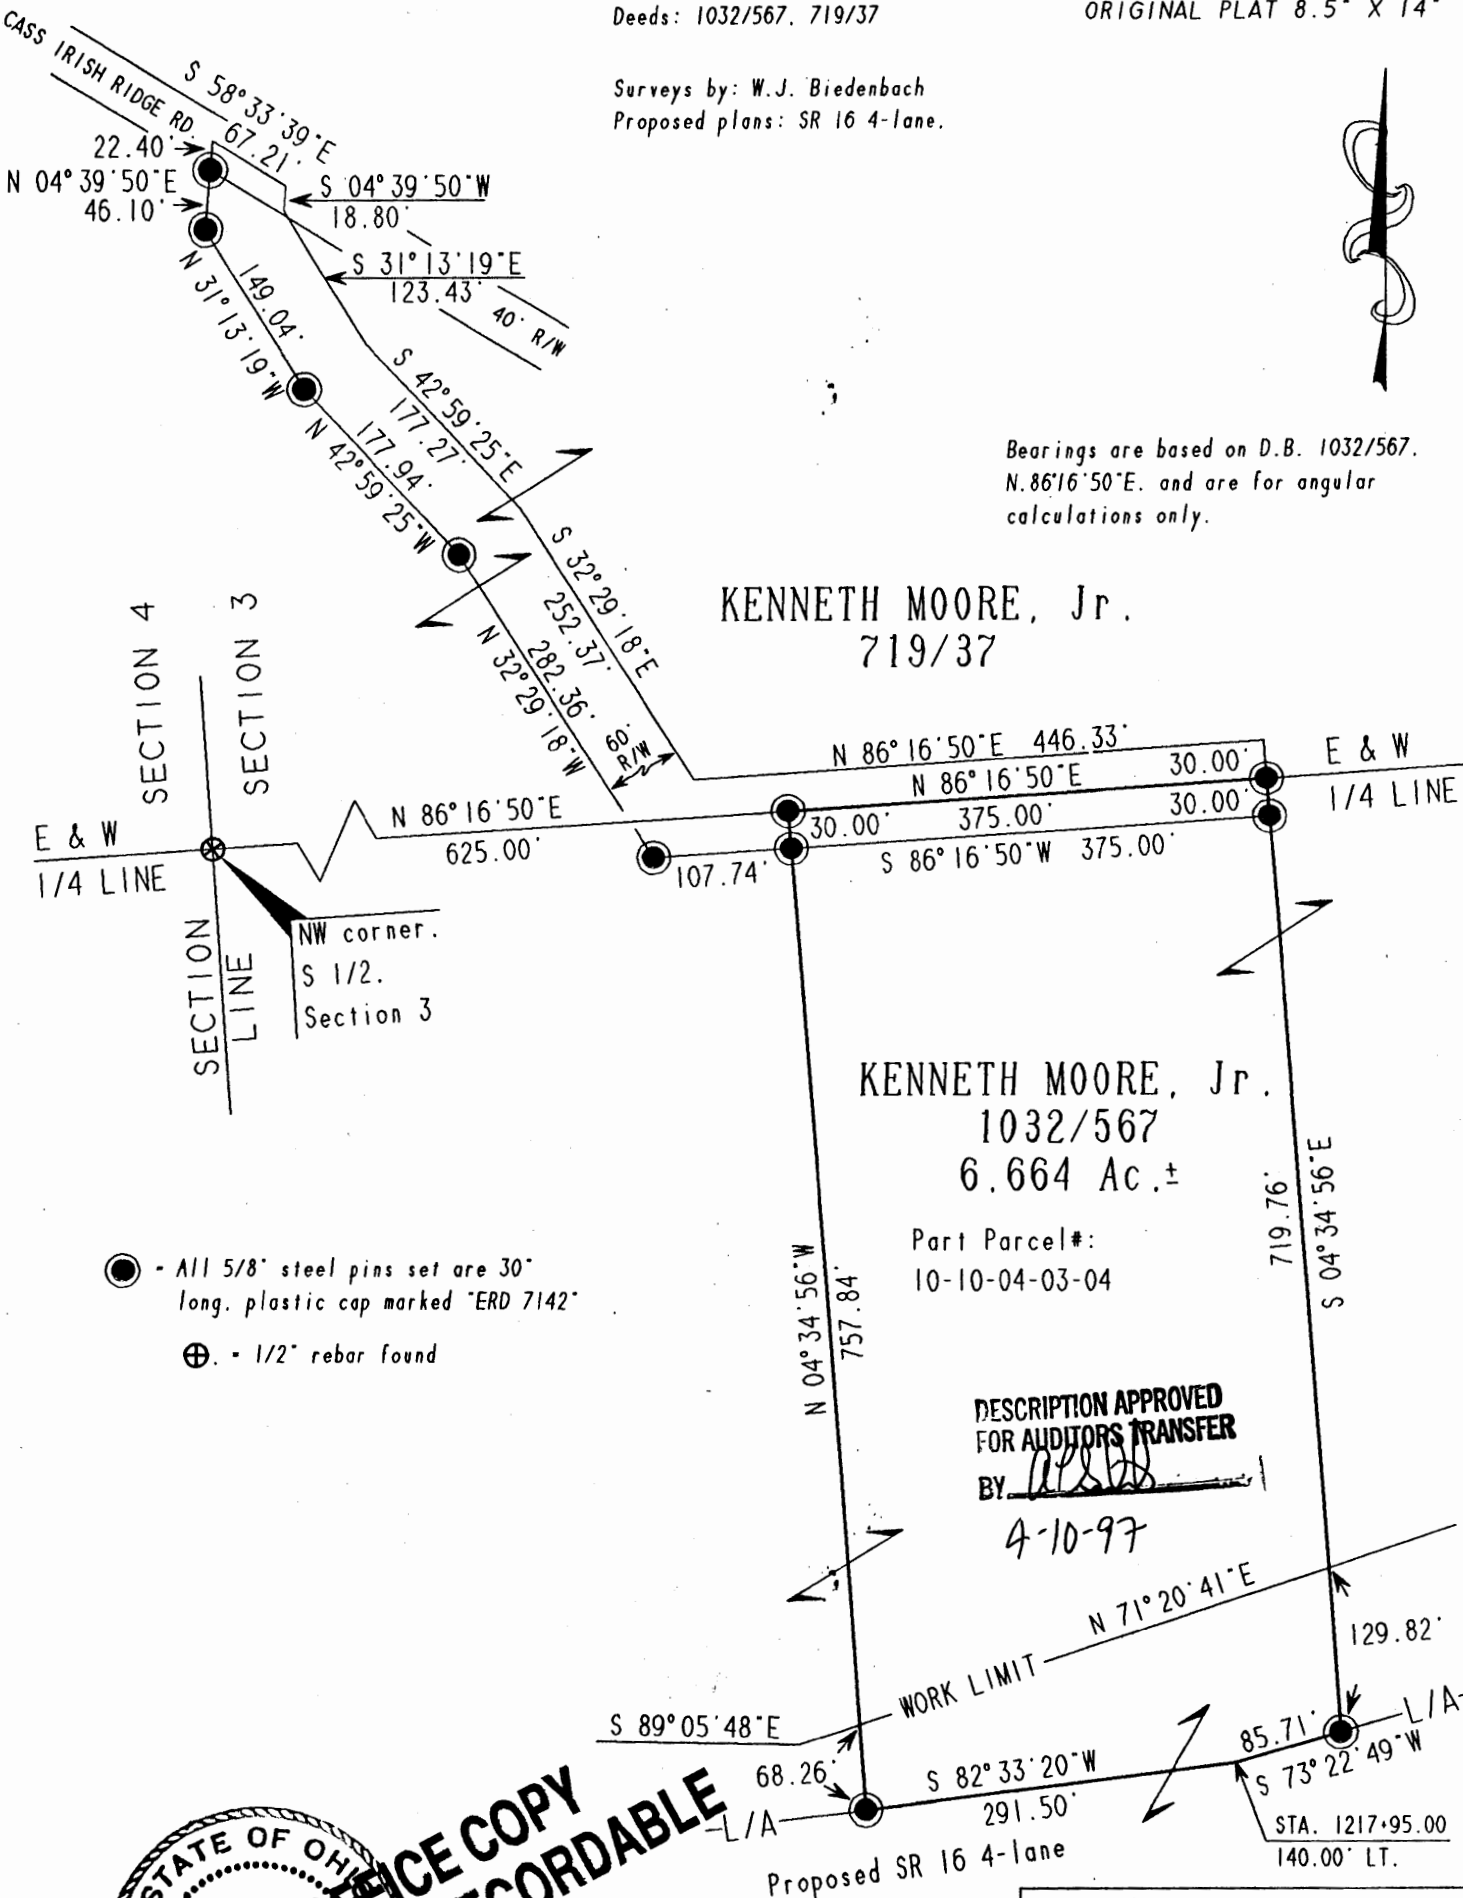 Deeds: 1032/567, 719/37
ORIGINAL PLAT 8.5" X 14"
Surveys by: W.J. Biedenbach
Proposed plans: SR 16 4-lane.
CASS IRISH RIDGE RD.
S 58°33'39"E
67.21'
22.40'
N 04°39'50"E
46.10'
S 04°39'50"W
18.80'
S 31°13'19"E
123.43'
40' R/W
149.04'
N 31°13'19"W
S 42°59'25"E
177.27'
177.94'
N 42°59'25"W
Bearings are based on D.B. 1032/567,
N.86°16'50"E. and are for angular
calculations only.
S 32°29'18"E
252.37'
282.36'
N 32°29'18"W
60'
R/W
KENNETH MOORE, Jr.
719/37
SECTION 4
SECTION 3
N 86°16'50"E 446.33'
N 86°16'50"E 30.00'
E & W
1/4 LINE
N 86°16'50"E
625.00'
30.00' 375.00' 30.00'
S 86°16'50"W 375.00'
107.74'
E & W
1/4 LINE
SECTION
LINE
NW corner.
S 1/2.
Section 3
KENNETH MOORE, Jr.
1032/567
6.664 Ac.±
Part Parcel#:
10-10-04-03-04
N 04°34'56"W
757.84'
719.76'
S 04°34'56"E
- All 5/8" steel pins set are 30"
long. plastic cap marked "ERD 7142"
. - 1/2" rebar found
DESCRIPTION APPROVED
FOR AUDITORS TRANSFER
BY
4-10-97
N 71°20'41"E
WORK LIMIT
129.82'
S 89°05'48"E
68.26'
L/A
S 82°33'20"W
291.50'
85.71'
S 73°22'49"W
L/A
STA. 1217+95.00
140.00' LT.
Proposed SR 16 4-lane
STATE OF OHI
ICE COPY
ECORDABLE